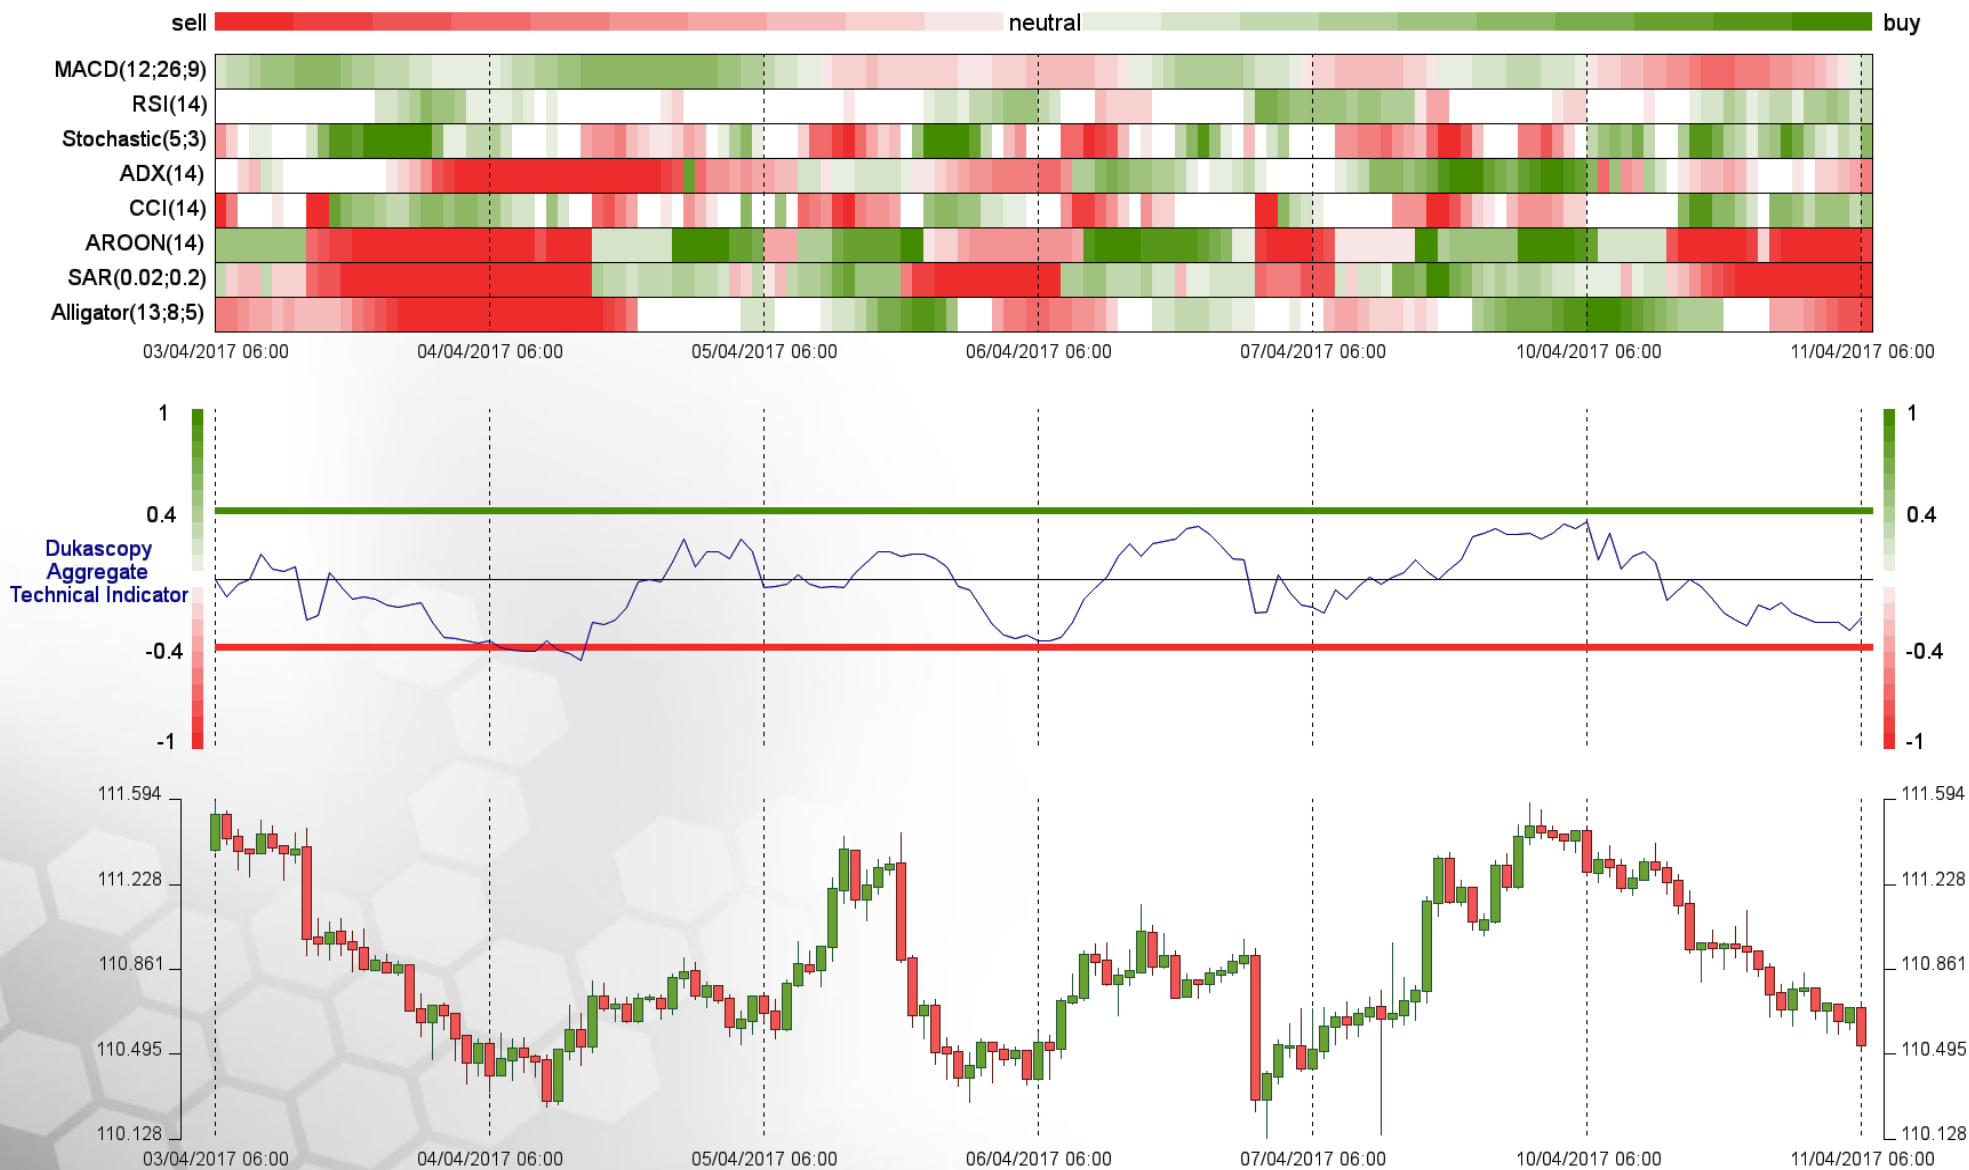 sell neutral buy
MACD(12;26;9)
RSI(14)
Stochastic(5;3)
ADX(14)
CCI(14)
AROON(14)
SAR(0.02;0.2)
Alligator(13;8;5)
03/04/2017 06:00 04/04/2017 06:00 05/04/2017 06:00 06/04/2017 06:00 07/04/2017 06:00 10/04/2017 06:00 11/04/2017 06:00
1 1
0.4 0.4
Dukascopy
Aggregate
Technical Indicator
-0.4 -0.4
-1 -1
111.594 111.594
111.228 111.228
110.861 110.861
110.495 110.495
110.128 110.128
03/04/2017 06:00 04/04/2017 06:00 05/04/2017 06:00 06/04/2017 06:00 07/04/2017 06:00 10/04/2017 06:00 11/04/2017 06:00